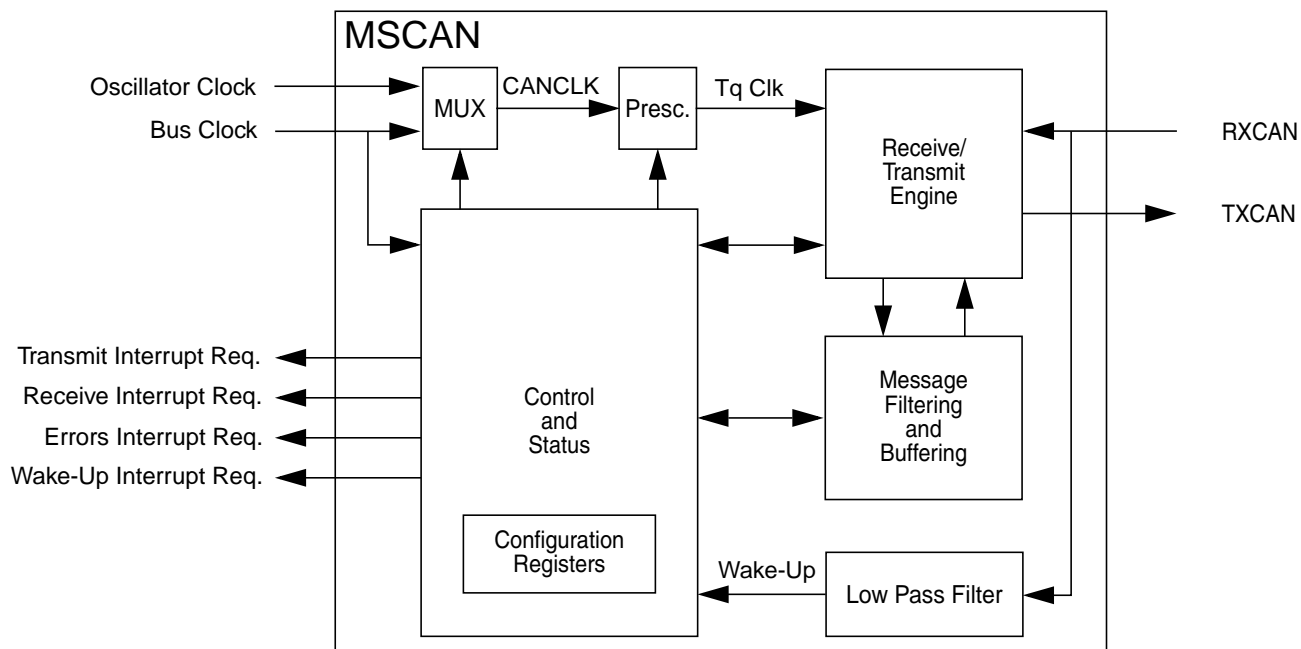 MSCAN
Oscillator Clock
Bus Clock
MUX
CANCLK
Presc.
Tq Clk
Receive/
Transmit
Engine
RXCAN
TXCAN
Transmit Interrupt Req.
Receive Interrupt Req.
Errors Interrupt Req.
Wake-Up Interrupt Req.
Control
and
Status
Message
Filtering
and
Buffering
Configuration
Registers
Wake-Up
Low Pass Filter